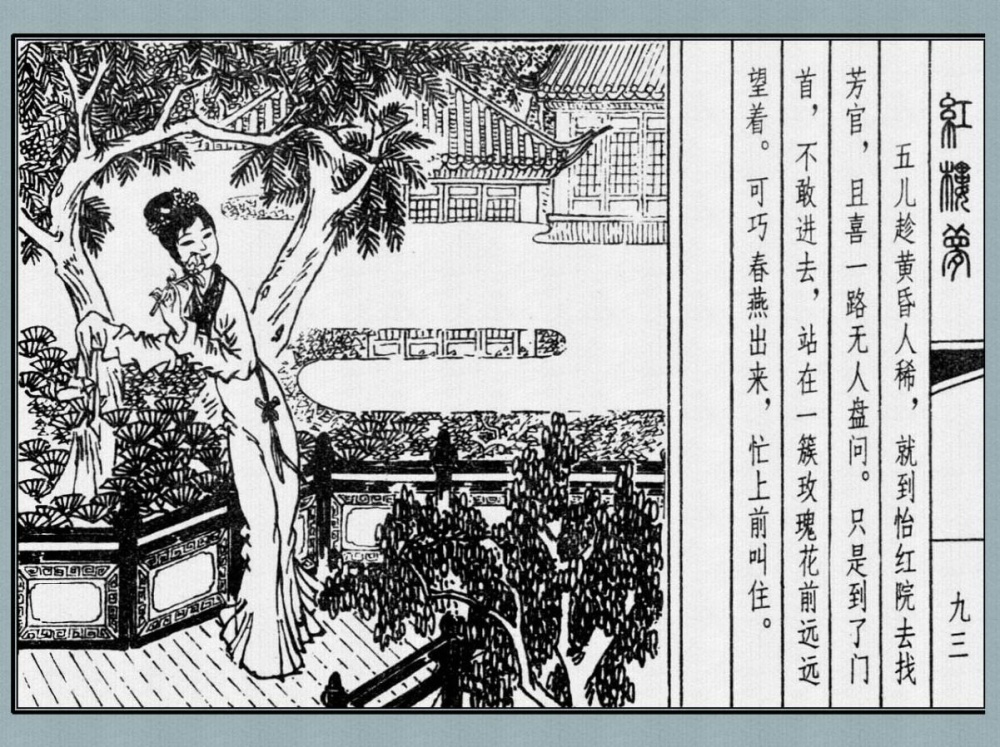 紅樓夢
五儿趁黄昏人稀，就到怡红院去找
芳官，且喜一路无人盘问。只是到了门
首，不敢进去，站在一簇玫瑰花前远远
望着。可巧春燕出来，忙上前叫住。
九三